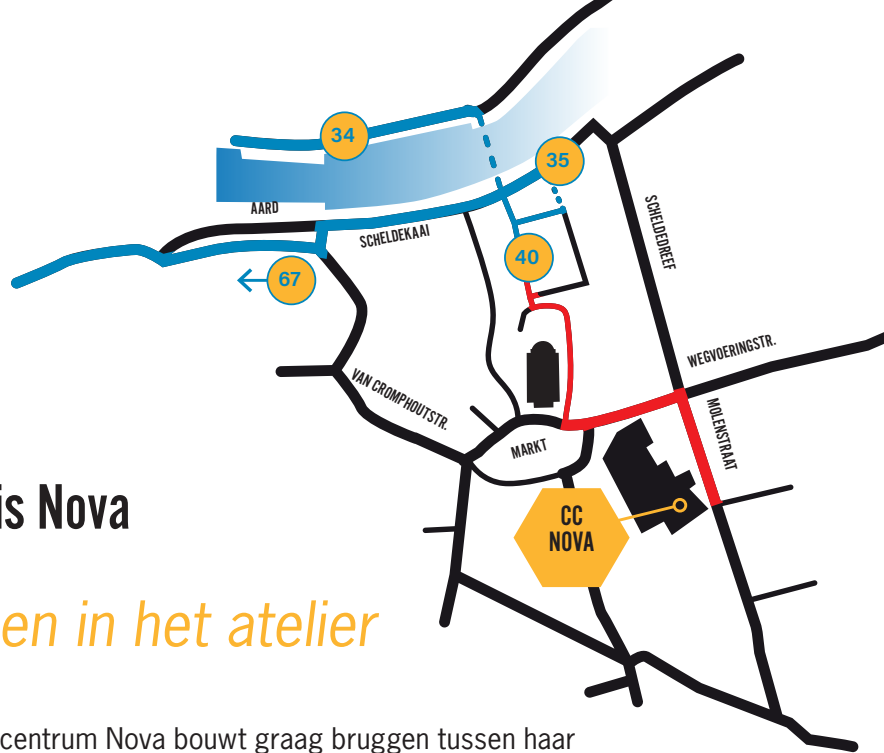 34
35
AARD
SCHELDEKAAI
SCHELDEDREEF
40
67
WEGVOERINGSTR.
VAN CROMPHOUTSTR.
MOLENSTRAAT
MARKT
is Nova
CC
NOVA
en in het atelier
centrum Nova bouwt graag bruggen tussen haar